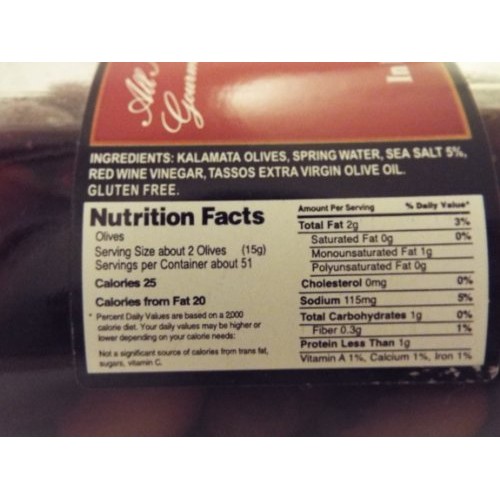 All
Gourm
In
INGREDIENTS: KALAMATA OLIVES, SPRING WATER, SEA SALT 5%,
RED WINE VINEGAR, TASSOS EXTRA VIRGIN OLIVE OIL.
GLUTEN FREE.
Nutrition Facts
Olives
Serving Size about 2 Olives (15g)
Servings per Container about 51
Calories 25
Calories from Fat 20
* Percent Daily Values are based on a 2000
calorie diet. Your daily values may be higher or
lower depending on your calorie needs:
Not a significant source of calories from trans fat,
sugars, vitamin C.
Amount Per Serving % Daily Value*
Total Fat 2g 3%
Saturated Fat 0g 0%
Monounsaturated Fat 1g
Polyunsaturated Fat 0g
Cholesterol 0mg 0%
Sodium 115mg 5%
Total Carbohydrates 1g 0%
Fiber 0.3g 1%
Protein Less Than 1g
Vitamin A 1%, Calcium 1%, Iron 1%